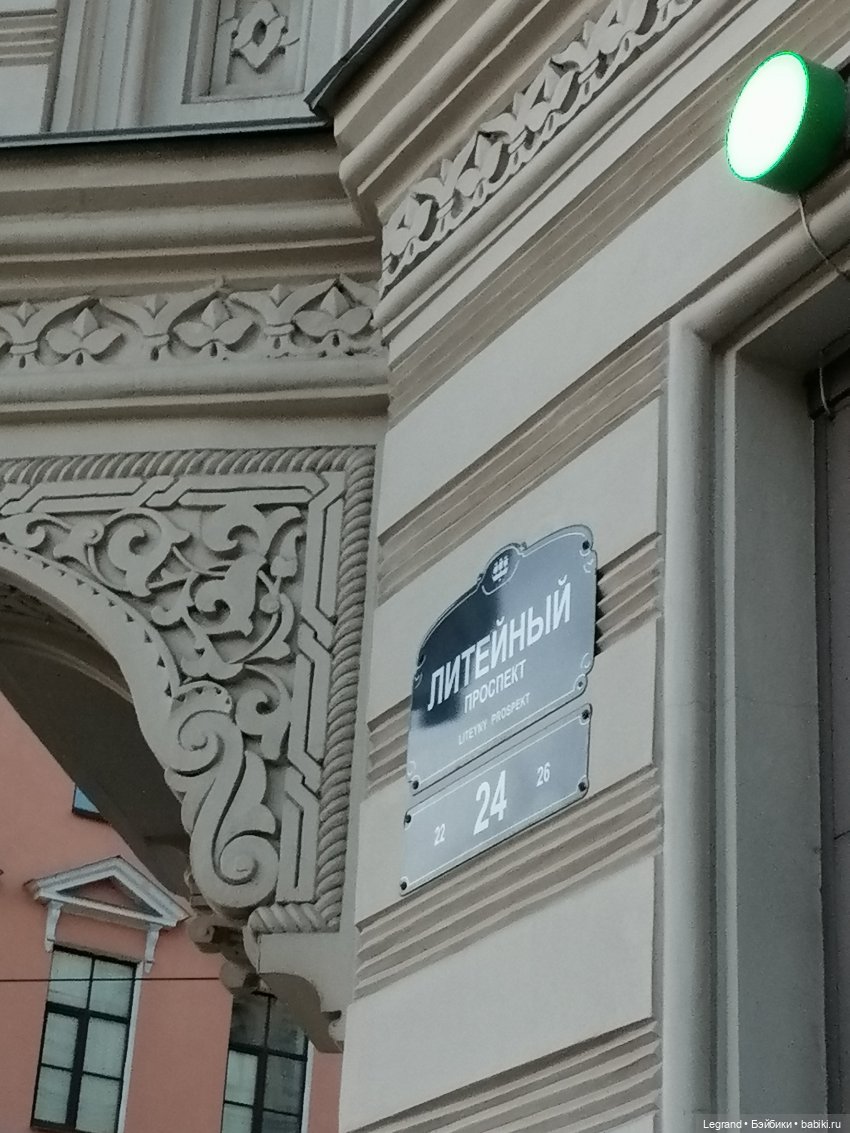 ЛИТЕЙНЫЙ
ПРОСПЕКТ
LITEYNY PROSPEKT
22 24 26
Legrand • Бэйбики • babiki.ru